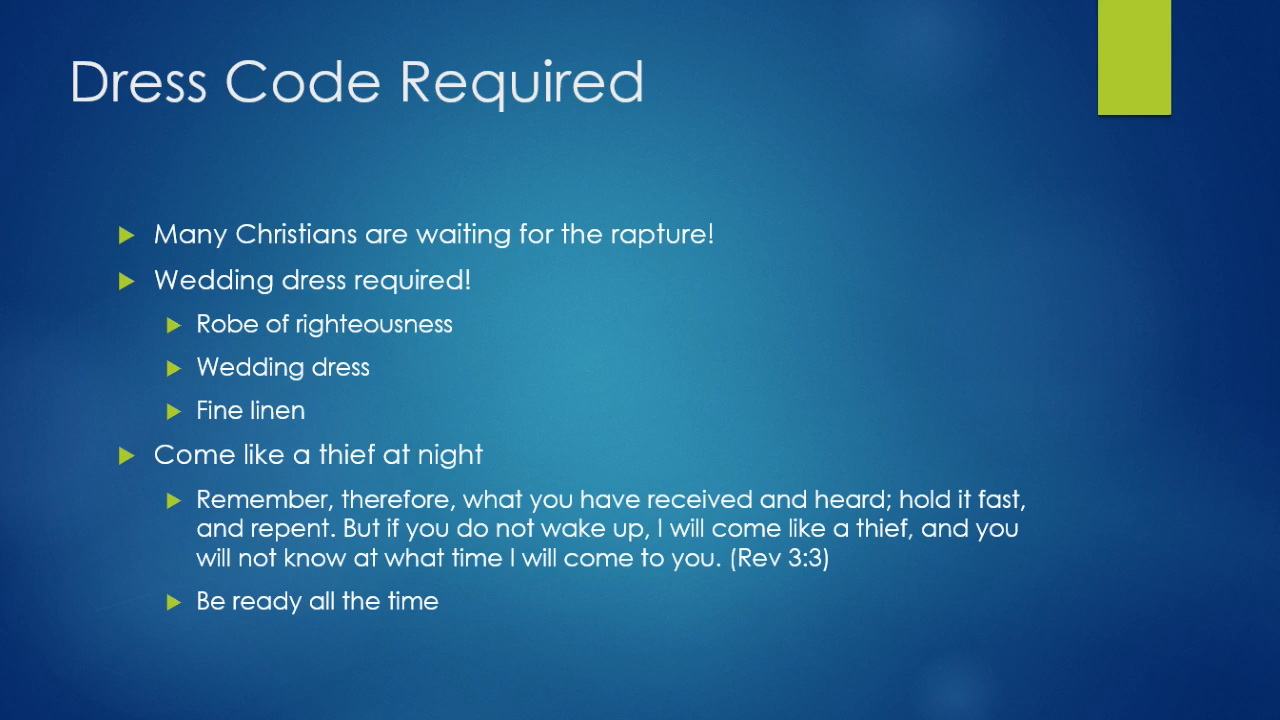 Dress Code Required
Many Christians are waiting for the rapture!
Wedding dress required!
Robe of righteousness
Wedding dress
Fine linen
Come like a thief at night
Remember, therefore, what you have received and heard; hold it fast,
and repent. But if you do not wake up, I will come like a thief, and you
will not know at what time I will come to you. (Rev 3:3)
Be ready all the time